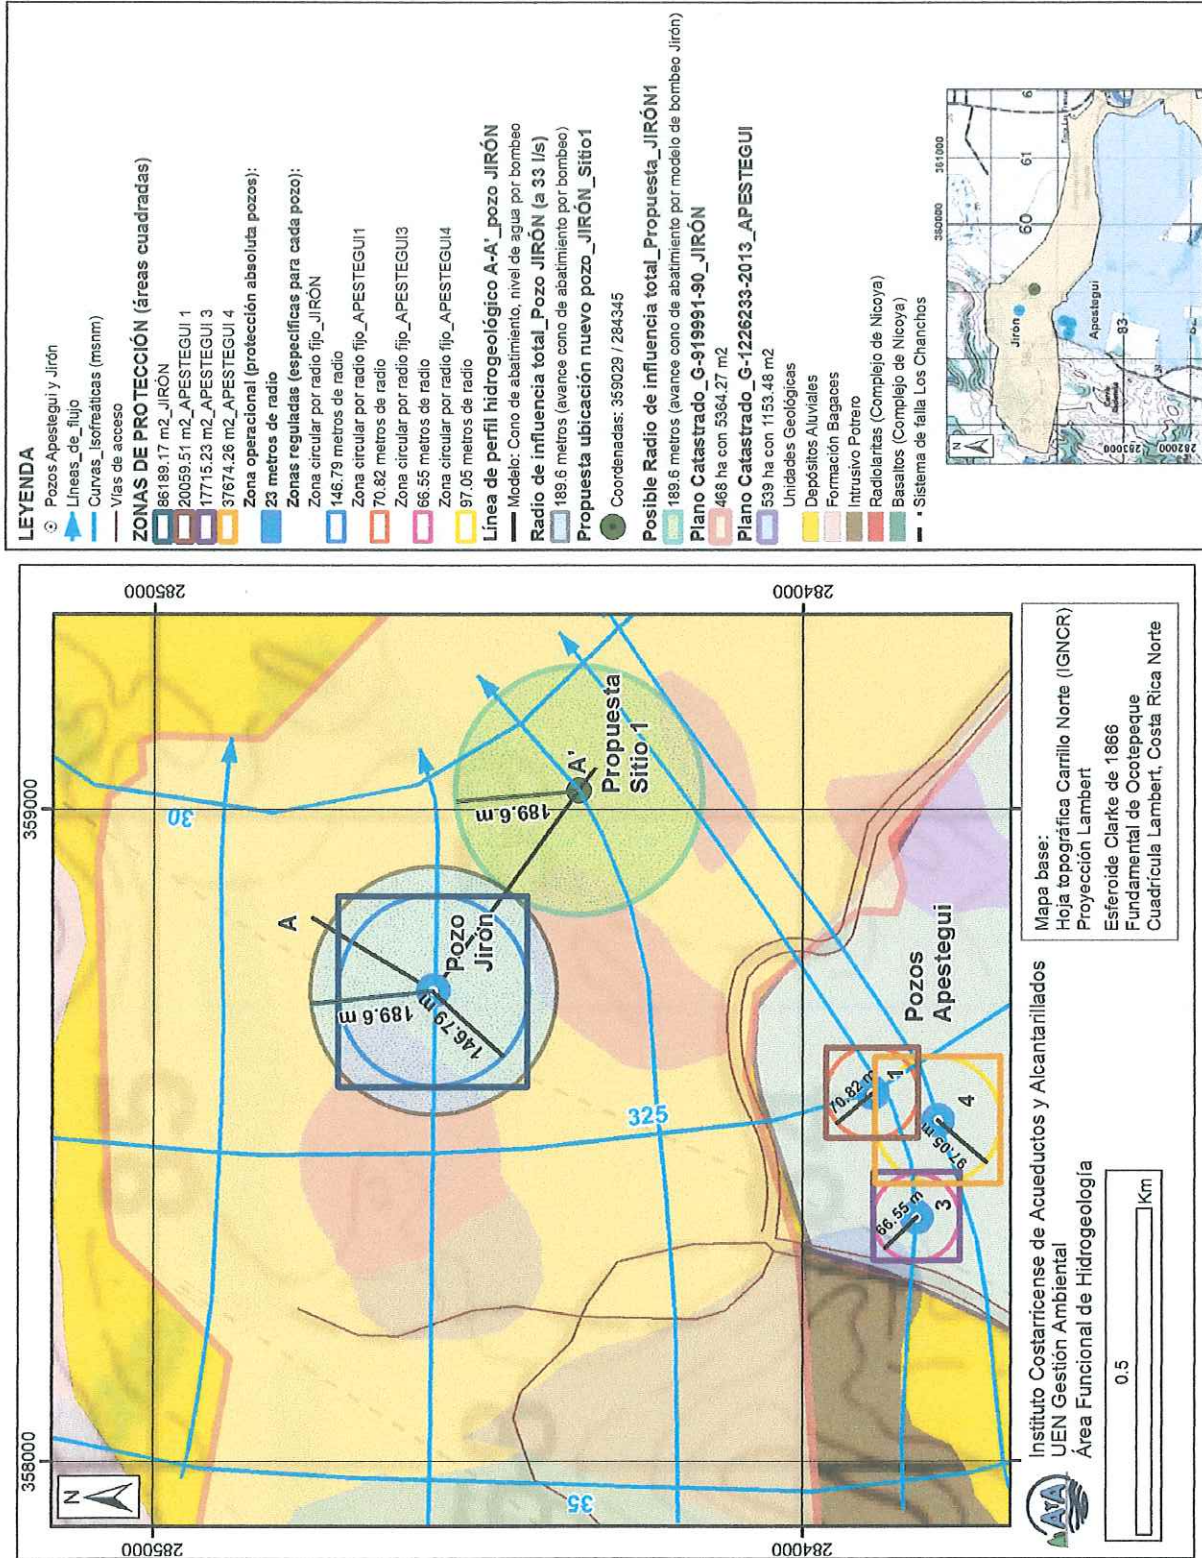 LEYENDA
Pozos Apestegui y Jirón
Líneas_de_flujo
Curvas_Isofreáticas (msnm)
Vías de acceso
ZONAS DE PROTECCIÓN (áreas cuadradas)
86189.17 m2_JIRÓN
20059.51 m2_APESTEGUI 1
17715.23 m2_APESTEGUI 3
37674.26 m2_APESTEGUI 4
Zona operacional (protección absoluta pozos):
23 metros de radio
Zonas reguladas (específicas para cada pozo):
Zona circular por radio fijo_JIRÓN
146.79 metros de radio
Zona circular por radio fijo_APESTEGUI1
70.82 metros de radio
Zona circular por radio fijo_APESTEGUI3
66.55 metros de radio
Zona circular por radio fijo_APESTEGUI4
97.05 metros de radio
Línea de perfil hidrogeológico A-A'_pozo JIRÓN
Modelo: Cono de abatimiento, nivel de agua por bombeo
Radio de influencia total_Pozo JIRÓN (a 33 l/s)
189.6 metros (avance cono de abatimiento por bombeo)
Propuesta ubicación nuevo pozo_JIRÓN_Sitio1
Coordenadas: 359029 / 284345
Posible Radio de influencia total_Propuesta_JIRÓN1
189.6 metros (avance cono de abatimiento por modelo de bombeo Jirón)
Plano Catastrado_G-919991-90_JIRÓN
468 ha con 5364.27 m2
Plano Catastrado_G-1226233-2013_APESTEGUI
539 ha con 1153.48 m2
Unidades Geológicas
Depósitos Aluviales
Formación Bagaces
Intrusivo Potrero
Radiolaritas (Complejo de Nicoya)
Basaltos (Complejo de Nicoya)
Sistema de falla Los Chanchos
N
360000
361000
60
61
6
Jirón
Apestegui
83
283000
282000
358000
359000
N
285000
285000
284000
284000
30
325
35
A
189.6.m
Pozo
Jirón
146.79 m
A'
189.6.m
Propuesta
Sitio 1
Pozos
Apestegui
70.82 m
1
66.55 m
3
97.05 m
4
AyA
Instituto Costarricense de Acueductos y Alcantarillados
UEN Gestión Ambiental
Área Funcional de Hidrogeología
0.5
Km
Mapa base:
Hoja topográfica Carrillo Norte (IGNCR)
Proyección Lambert
Esferoide Clarke de 1866
Fundamental de Ocotepeque
Cuadrícula Lambert, Costa Rica Norte